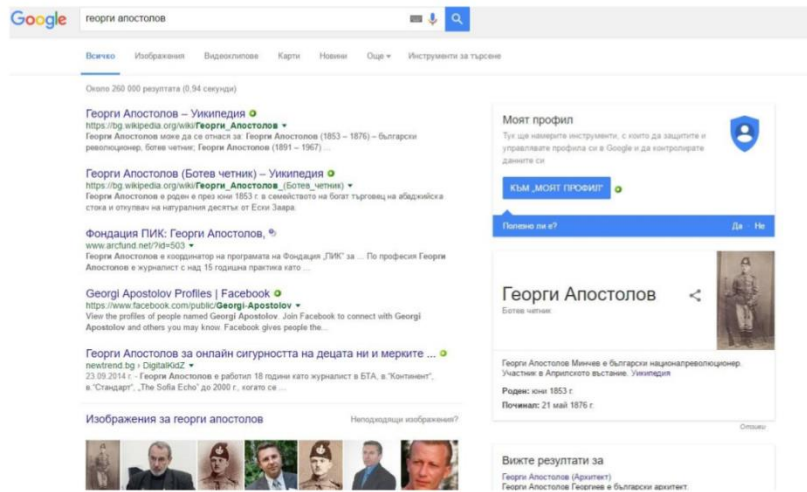 Google
георги апостолов
Всичко Изображения Видеоклипове Карти Новини Още Инструменти за търсене
Около 260 000 резултата (0,94 секунди)
Георги Апостолов – Уикипедия
https://bg.wikipedia.org/wiki/Георги_Апостолов
Георги Апостолов може да се отнася за: Георги Апостолов (1853 – 1876) – български
революционер, ботев четник; Георги Апостолов (1891 – 1967) ...
Георги Апостолов (Ботев четник) – Уикипедия
https://bg.wikipedia.org/wiki/Георги_Апостолов_(Ботев_четник)
Георги Апостолов е роден е през юни 1853 г. в семейството на богат търговец на абаджийска
стока и откупвач на натуралния десятък от Ески Заара.
Фондация ПИК: Георги Апостолов,
www.arcfund.net/?id=503
Георги Апостолов е координатор на програмата на Фондация „ПИК" за ... По професия Георги
Апостолов е журналист с над 15 годишна практика като ...
Georgi Apostolov Profiles | Facebook
https://www.facebook.com/public/Georgi-Apostolov
View the profiles of people named Georgi Apostolov. Join Facebook to connect with Georgi
Apostolov and others you may know. Facebook gives people the...
Георги Апостолов за онлайн сигурността на децата ни и мерките ...
newtrend.bg › DigitalKidZ
23.09.2014 г. - Георги Апостолов е работил 18 години като журналист в БТА, в "Континент",
в "Стандарт", „The Sofia Echo" до 2000 г., когато се ...
Изображения за георги апостолов Неподходящи изображения?
Моят профил
Тук ще намерите инструменти, с които да защитите и
управлявате профила си в Google и да контролирате
данните си
КЪМ „МОЯТ ПРОФИЛ"
Полезно ли е? Да · Не
Георги Апостолов
Ботев четник
Георги Апостолов Минчев е български националреволюционер.
Участник в Априлското въстание. Уикипедия
Роден: юни 1853 г.
Починал: 21 май 1876 г.
Отзиви
Вижте резултати за
Георги Апостолов (Архитект)
Георги Апостолов Георгиев е български архитект.